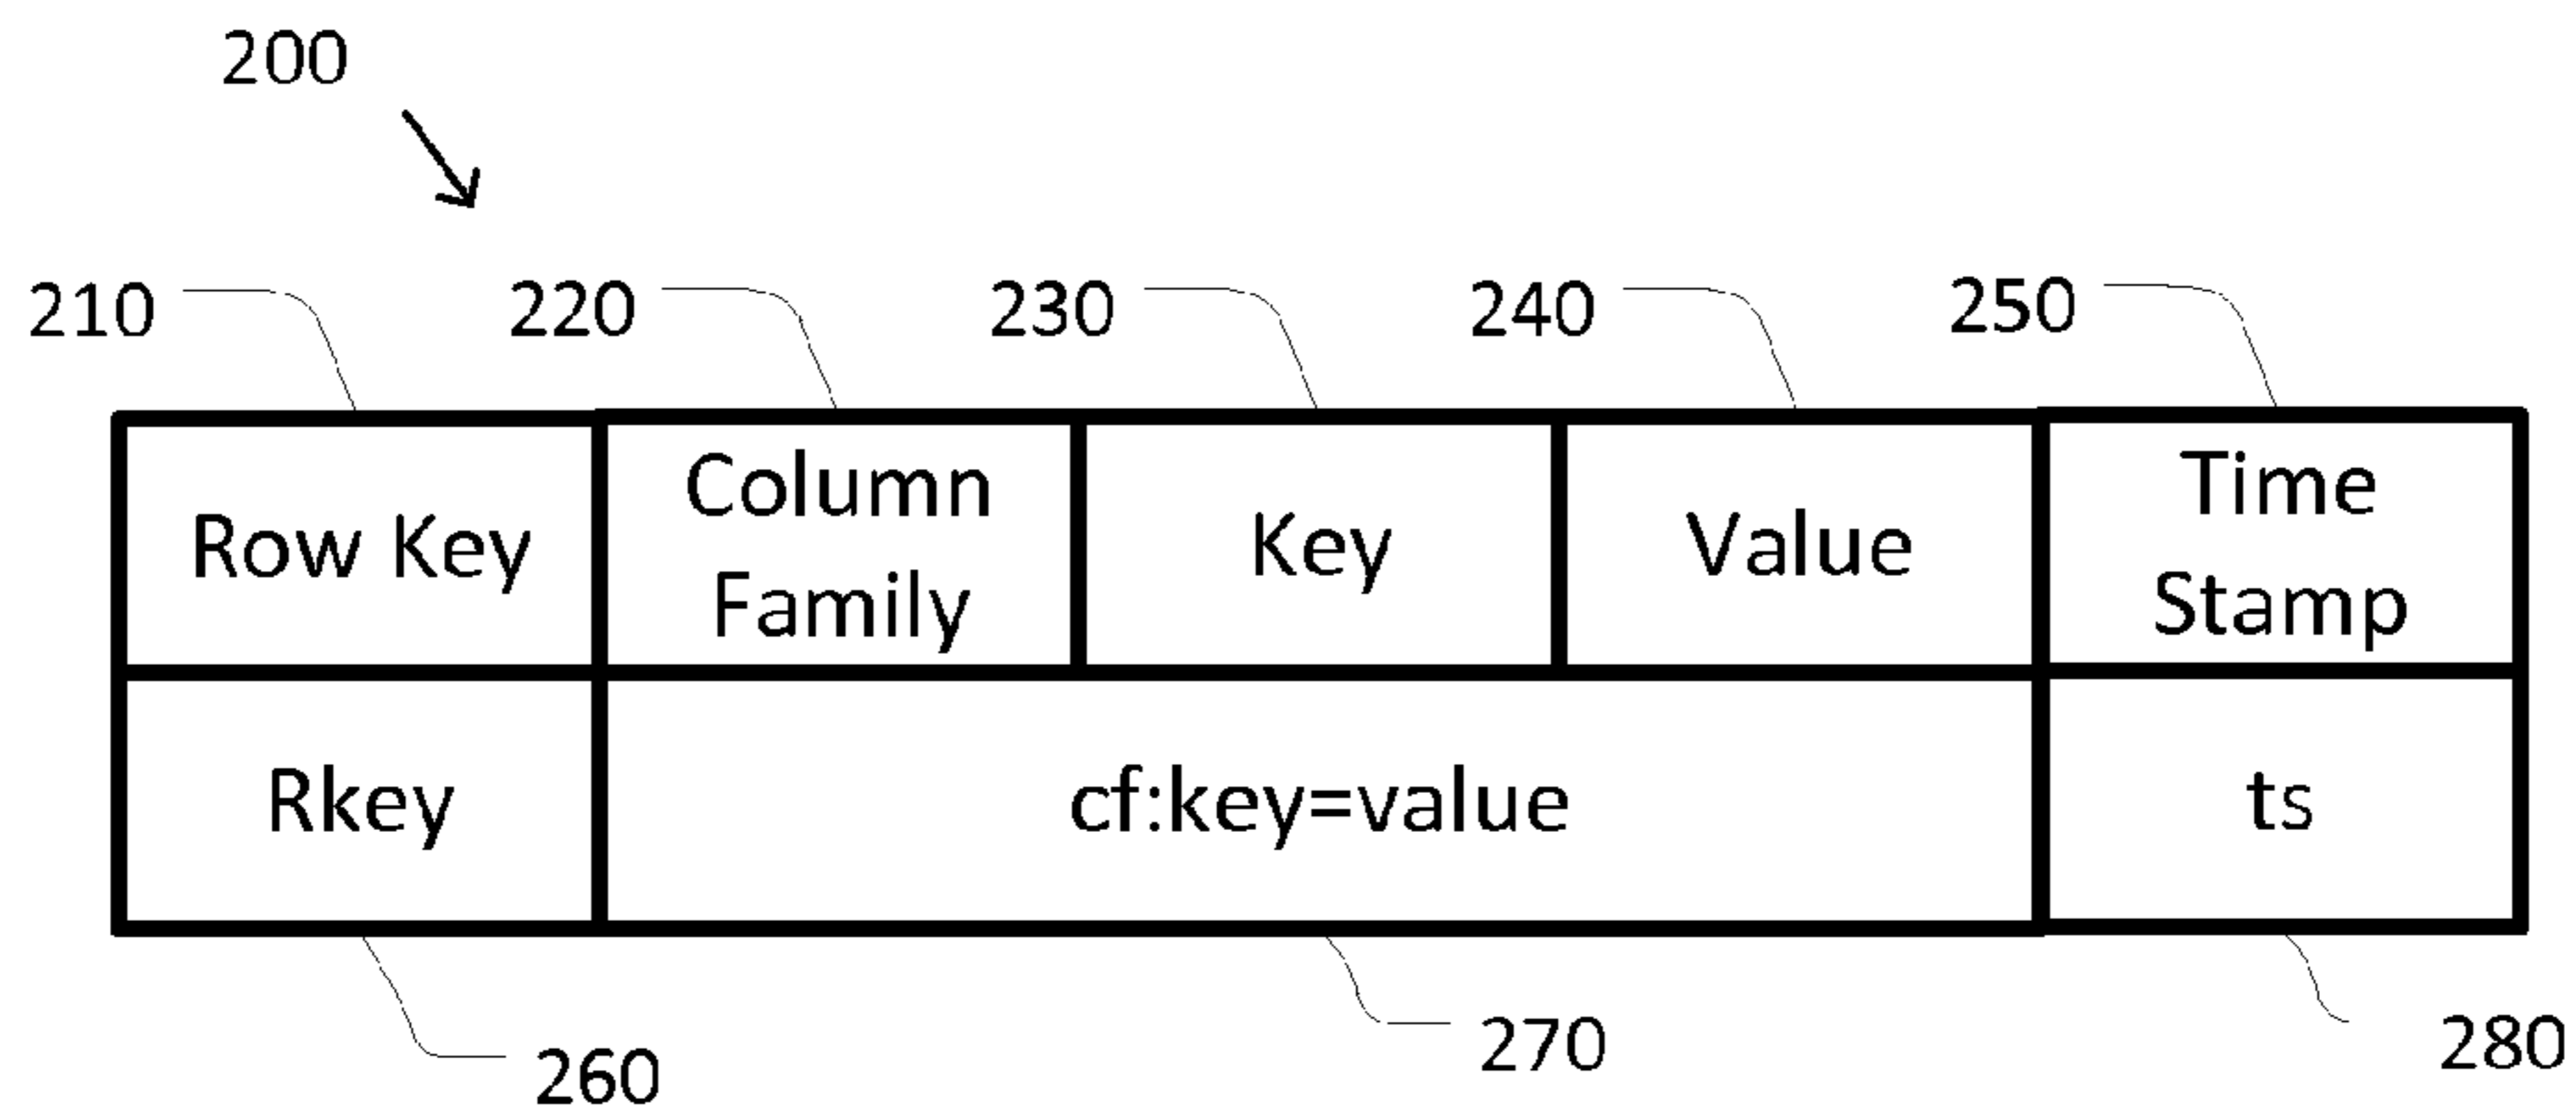 200
210
220
230
240
250
Row Key
Column
Family
Key
Value
Time
Stamp
Rkey
cf:key=value
ts
260
270
280